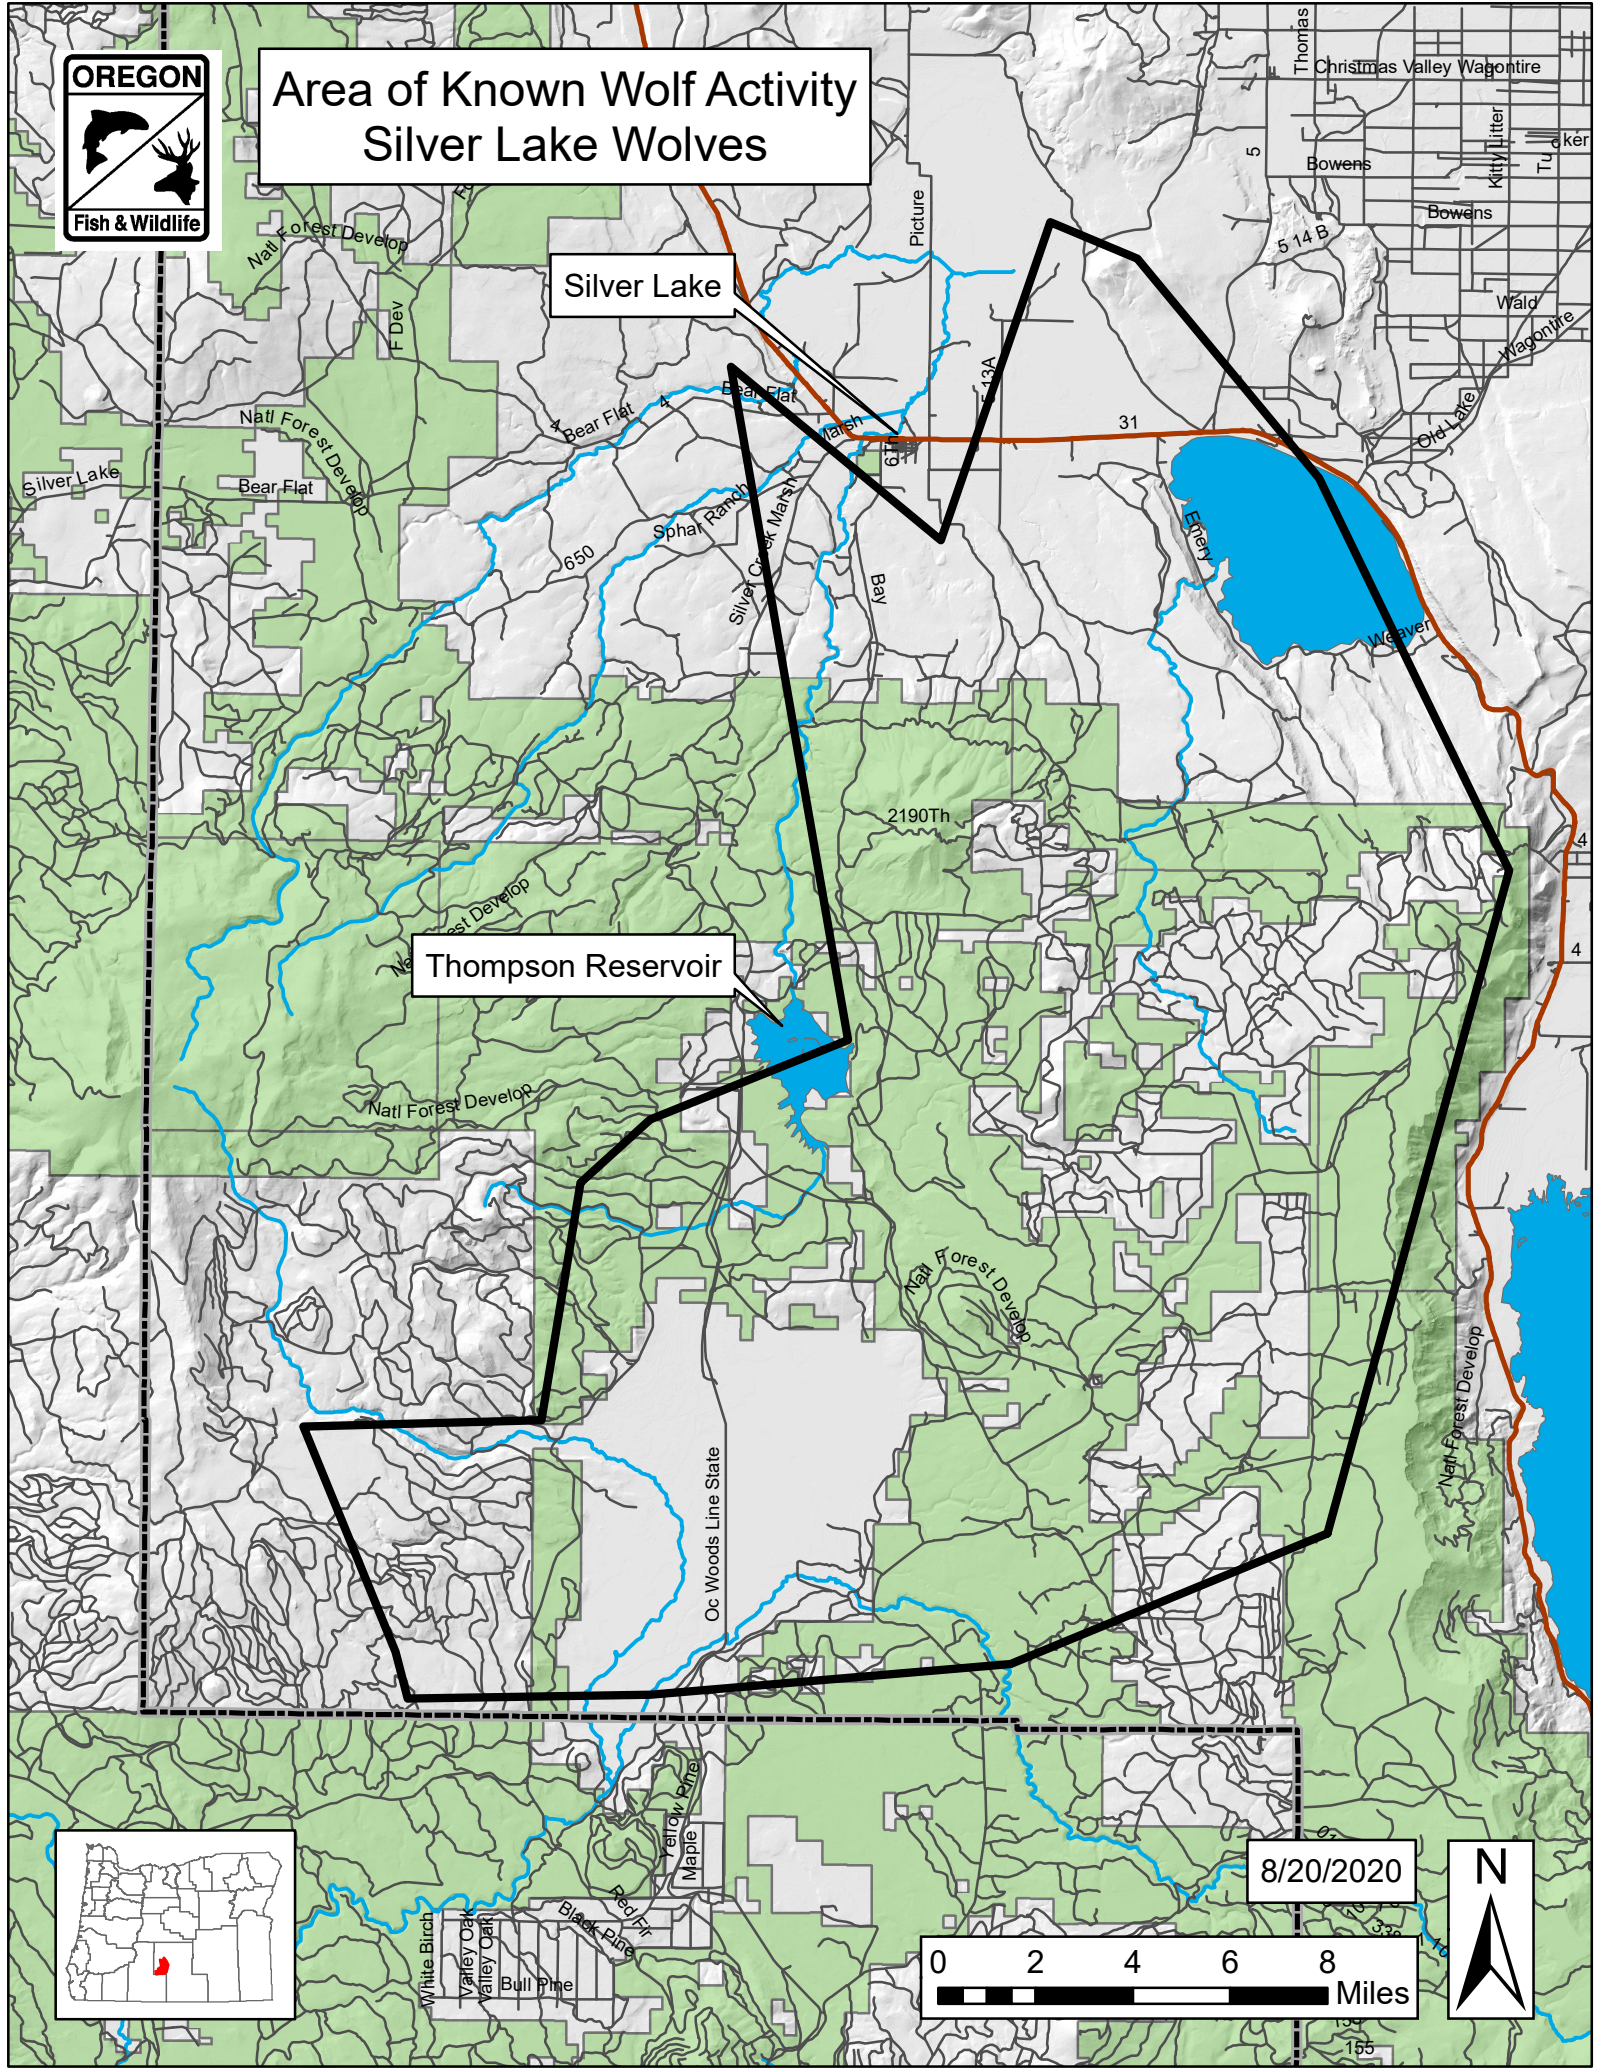 OREGON
Fish & Wildlife
Area of Known Wolf Activity
Silver Lake Wolves
Thomas
Christmas Valley Wagontire
Kitty Litter
5
Bowens
Picture
Bowens
5 14 B
Natl Forest Develop
Silver Lake
F Dev
Wald
Wagontire
5 13A
Bear Flat
4
4
Bear Flat
Marsh
31
Old Lake
6Th
Natl Forest Develop
Silver Lake
Bear Flat
Sphar Ranch
Silver Creek Marsh
Emery
650
Bay
Weaver
2190Th
4
4
Thompson Reservoir
Natl Forest Develop
Natl Forest Develop
Natl Forest Develop
Oc Woods Line State
Yellow Pine
Maple
Red Fir
Black Pine
White Birch
Valley Oak
Valley Oak
Bull Pine
8/20/2020
N
0 2 4 6 8
Miles
155